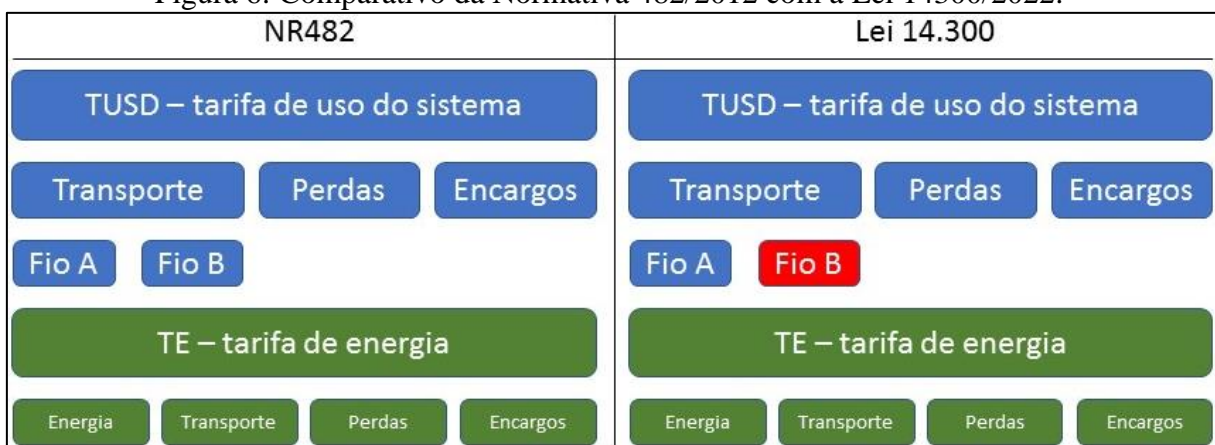 Figura 6: Comparativo da Normativa 482/2012 com a Lei 14300/2022.
NR482 Lei 14.300
TUSD – tarifa de uso do sistema TUSD – tarifa de uso do sistema
Transporte Perdas Encargos Transporte Perdas Encargos
Fio A Fio B Fio A Fio B
TE – tarifa de energia TE – tarifa de energia
Energia Transporte Perdas Encargos Energia Transporte Perdas Encargos